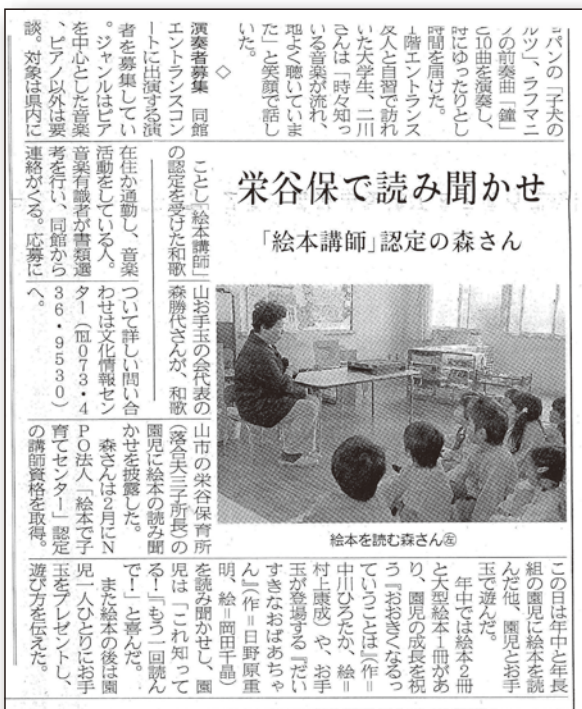 パンの「子犬の
ルツ」、ラフマニ
の前奏曲「鐘」
10曲を演奏し、
時にゆったりとし
時間を届けた。
1階エントランス
友人と自習で訪れ
いた大学生、二川
さんは「時々知っ
いる音楽が流れ、
地よく聴いていま
た」と笑顔で話し
いた。
◇
演奏者募集　同館
エントランスコン
ートに出演する演
者を募集してい
ジャンルはピア
を中心とした音楽
、ピアノ以外は要
談。対象は県内に
在住か通勤し、音楽
活動をしている人。
音楽有識者が書類選
考を行い、同館から
連絡がくる。応募に
ついて詳しい問い合
わせは文化情報セン
ター(℡073・4
36・9530)
へ。
栄谷保で読み聞かせ
「絵本講師」認定の森さん
絵本を読む森さん㊧
ことし「絵本講師」
の認定を受けた和歌
山お手玉の会代表の
森勝代さんが、和歌
山市の栄谷保育所
(落合夫三子所長)の
園児に絵本の読み聞
かせを披露した。
森さんは2月にN
PO法人「絵本で子
育てセンター」認定
の講師資格を取得。
この日は年中と年長
組の園児に絵本を読
んだ他、園児とお手
玉で遊んだ。
年中では絵本2冊
と大型絵本1冊があ
り、園児の成長を祝
う『おおきくなるっ
ていうことは』(作=
中川ひろたか、絵=
村上康成)や、お手
玉が登場する『だい
すきなおばあちゃ
ん』(作=日野原重
明、絵=岡田千晶)
を読み聞かせし、園
児は「これ知って
る!」「もう一回読ん
で!」と喜んだ。
また絵本の後は園
児一人ひとりにお手
玉をプレゼントし、
遊び方を伝えた。